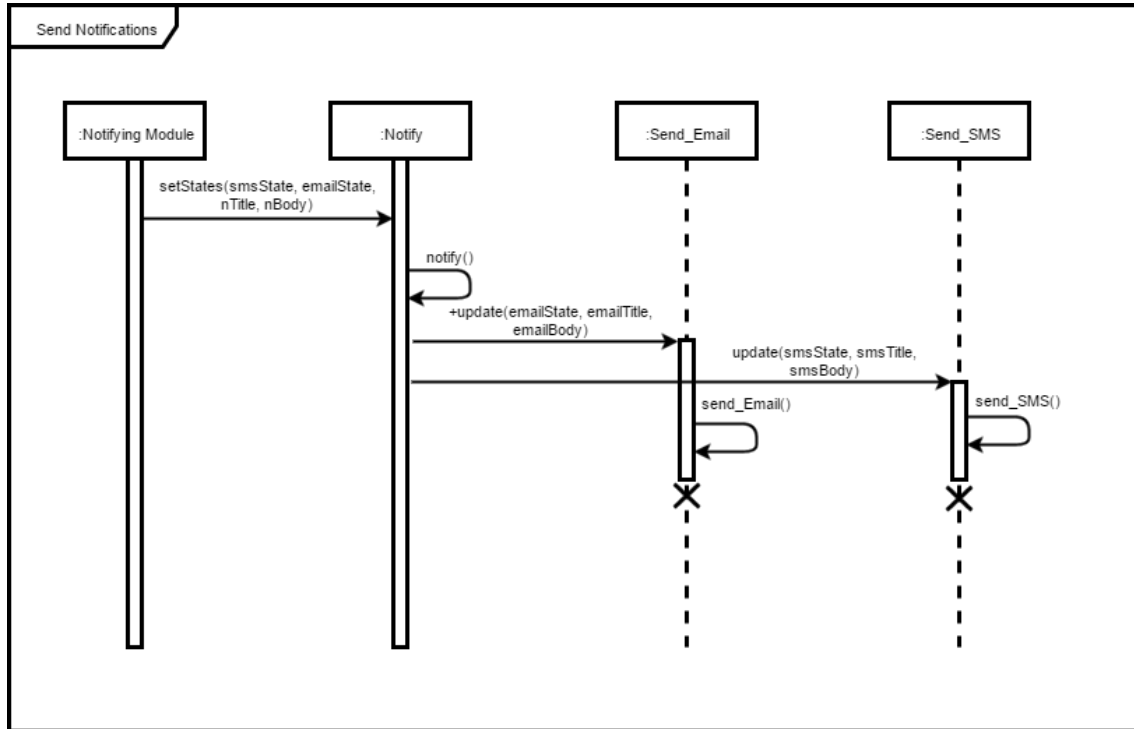 Send Notifications
:Notifying Module
:Notify
:Send_Email
:Send_SMS
setStates(smsState, emailState,
nTitle, nBody)
notify()
+update(emailState, emailTitle,
emailBody)
update(smsState, smsTitle,
smsBody)
send_Email()
send_SMS()